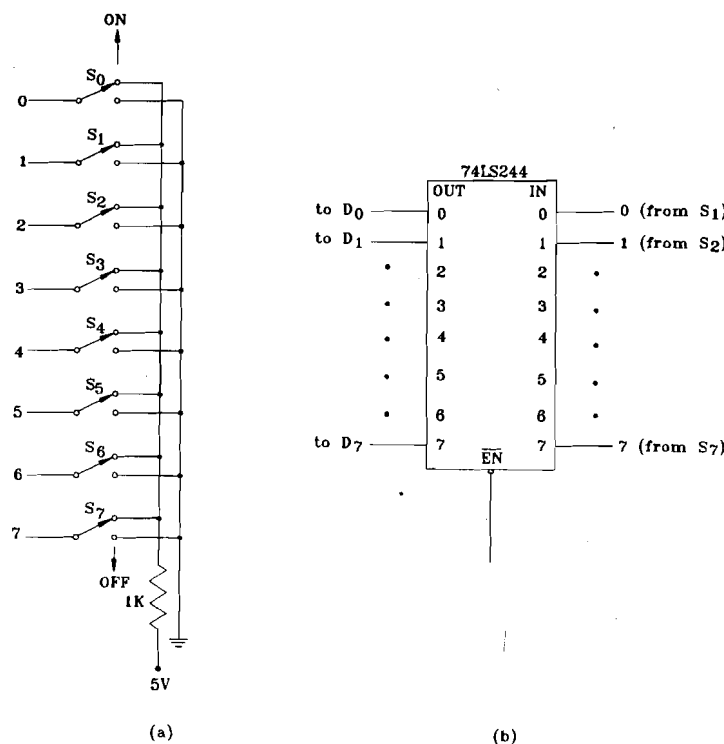 ON
S0
0
S1
1
S2
2
S3
3
S4
4
S5
5
S6
6
S7
7
OFF
1K
5V
(a)
74LS244
OUT IN
to D0 0 0 0 (from S1)
to D1 1 1 1 (from S2)
2 2
3 3
4 4
5 5
6 6
to D7 7 EN 7 7 (from S7)
(b)